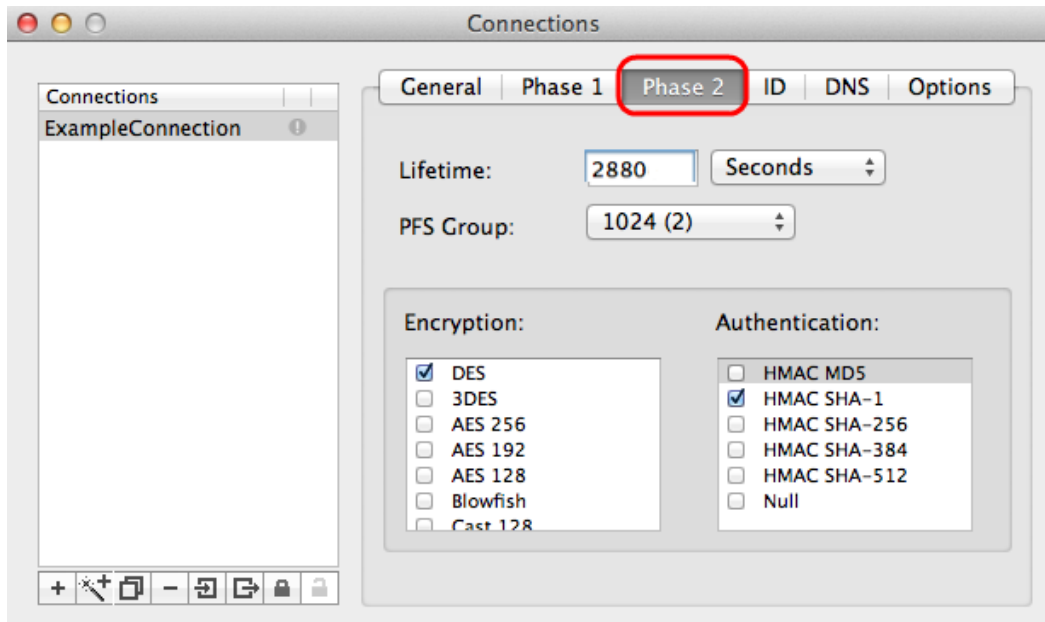 Connections
Connections
ExampleConnection
General Phase 1 Phase 2 ID DNS Options
Lifetime: 2880 Seconds
PFS Group: 1024 (2)
Encryption: Authentication:
DES
3DES
AES 256
AES 192
AES 128
Blowfish
Cast 128
HMAC MD5
HMAC SHA-1
HMAC SHA-256
HMAC SHA-384
HMAC SHA-512
Null